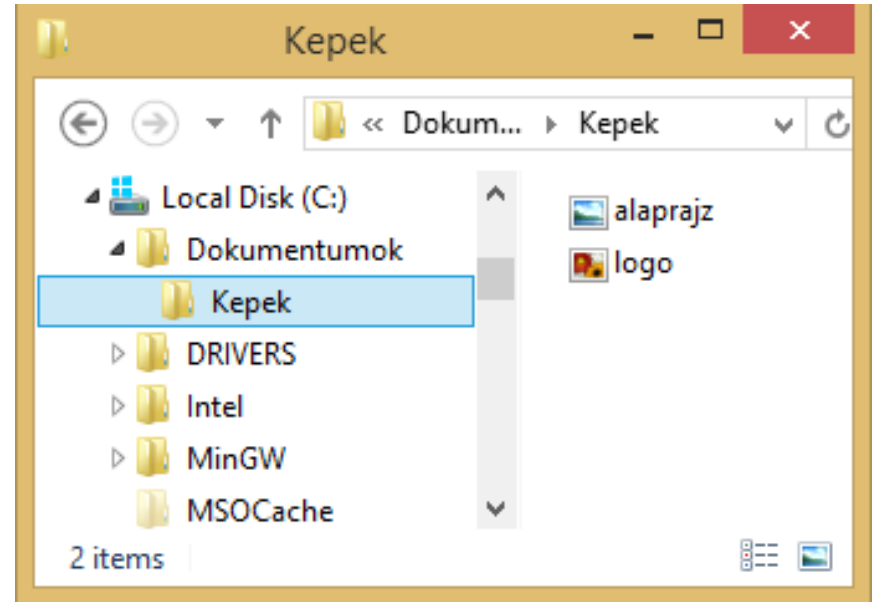 Kepek
« Dokum... Kepek
Local Disk (C:)
Dokumentumok
Kepek
DRIVERS
Intel
MinGW
MSOCache
alaprajz
logo
2 items